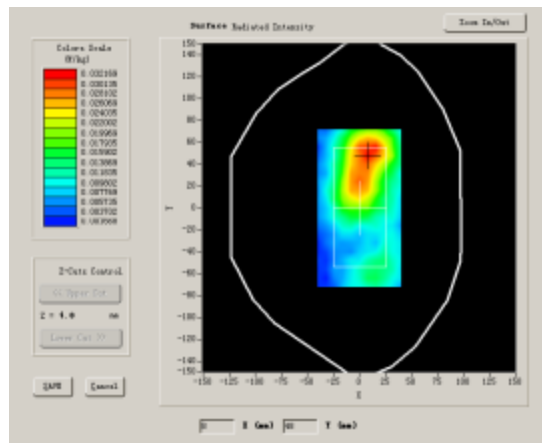 Surface Radiated Intensity
Zoom In/Out
Colors Scale
(W/kg)
0.032169
0.030135
0.028102
0.026069
0.024035
0.022002
0.019969
0.017935
0.015902
0.013869
0.011835
0.009802
0.007769
0.005735
0.003702
Z-Cuts Control
<< Upper Cut
Z = 4.0 mm
Lower Cut >>
SAVE
Cancel
150
140
120
100
80
60
40
20
0
-20
-40
-60
-80
-100
-120
-140
-150
Y
-150 -125 -100 -75 -50 -25 0 25 50 75 100 125 150
X
X (mm)
Y (mm)